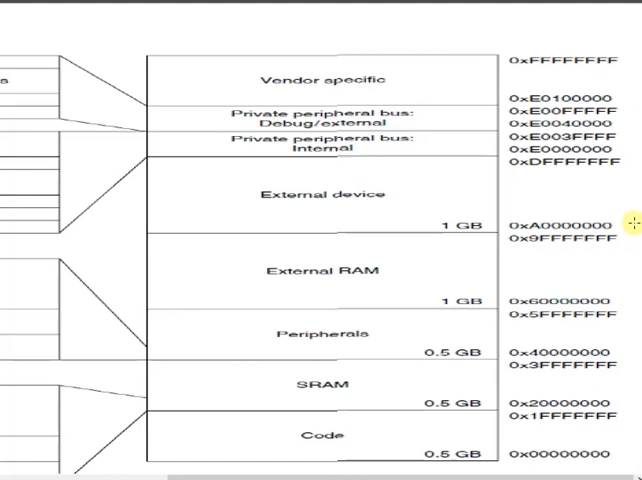 s
Vendor specific
0xFFFFFFFF
0xE0100000
Private peripheral bus:
Debug/external
0xE00FFFFF
0xE0040000
Private peripheral bus:
Internal
0xE003FFFF
0xE0000000
0xDFFFFFFF
External device
1 GB
0xA0000000
0x9FFFFFFF
External RAM
1 GB
0x60000000
0x5FFFFFFF
Peripherals
0.5 GB
0x40000000
0x3FFFFFFF
SRAM
0.5 GB
0x20000000
0x1FFFFFFF
Code
0.5 GB
0x00000000